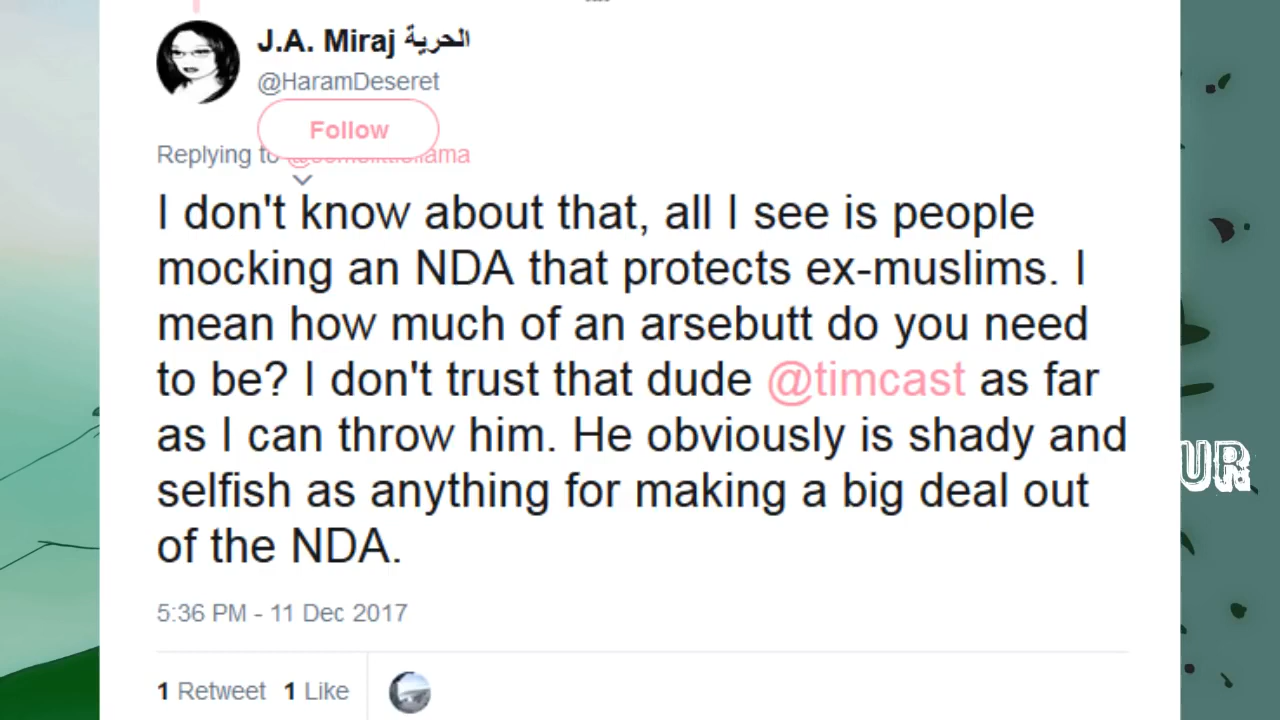 J.A. Miraj الحرية
@HaramDeseret
Follow
Replying to
I don't know about that, all I see is people
mocking an NDA that protects ex-muslims. I
mean how much of an arsebutt do you need
to be? I don't trust that dude @timcast as far
as I can throw him. He obviously is shady and
selfish as anything for making a big deal out
of the NDA.
UR
5:36 PM - 11 Dec 2017
1 Retweet 1 Like